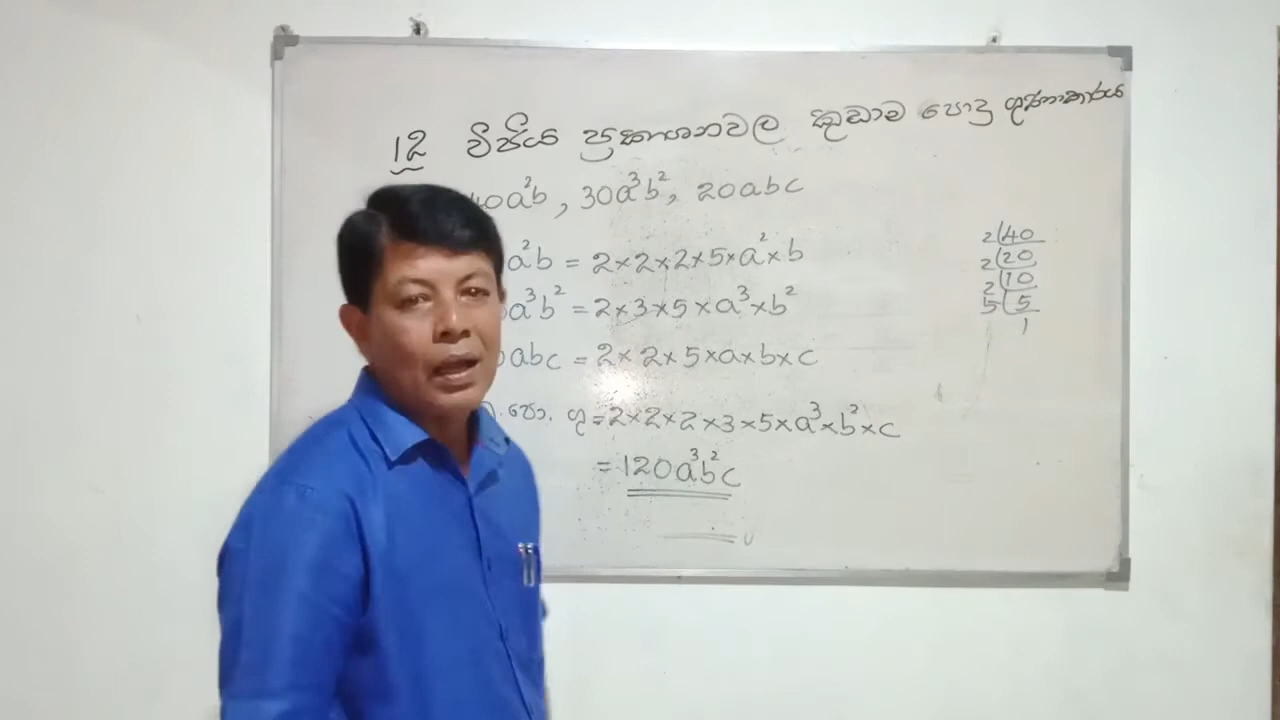 12 වීජීය ප්‍රකාශනවල කුඩාම පොදු ගුණාකාරය
40a²b, 30a³b², 20abc
a²b = 2×2×2×5×a²×b
a³b² = 2×3×5×a³×b²
0abc = 2×2×5×a×b×c
පො. ගු = 2×2×2×3×5×a³×b²×c
= 120a³b²c
2 40
2 20
2 10
5 5
1